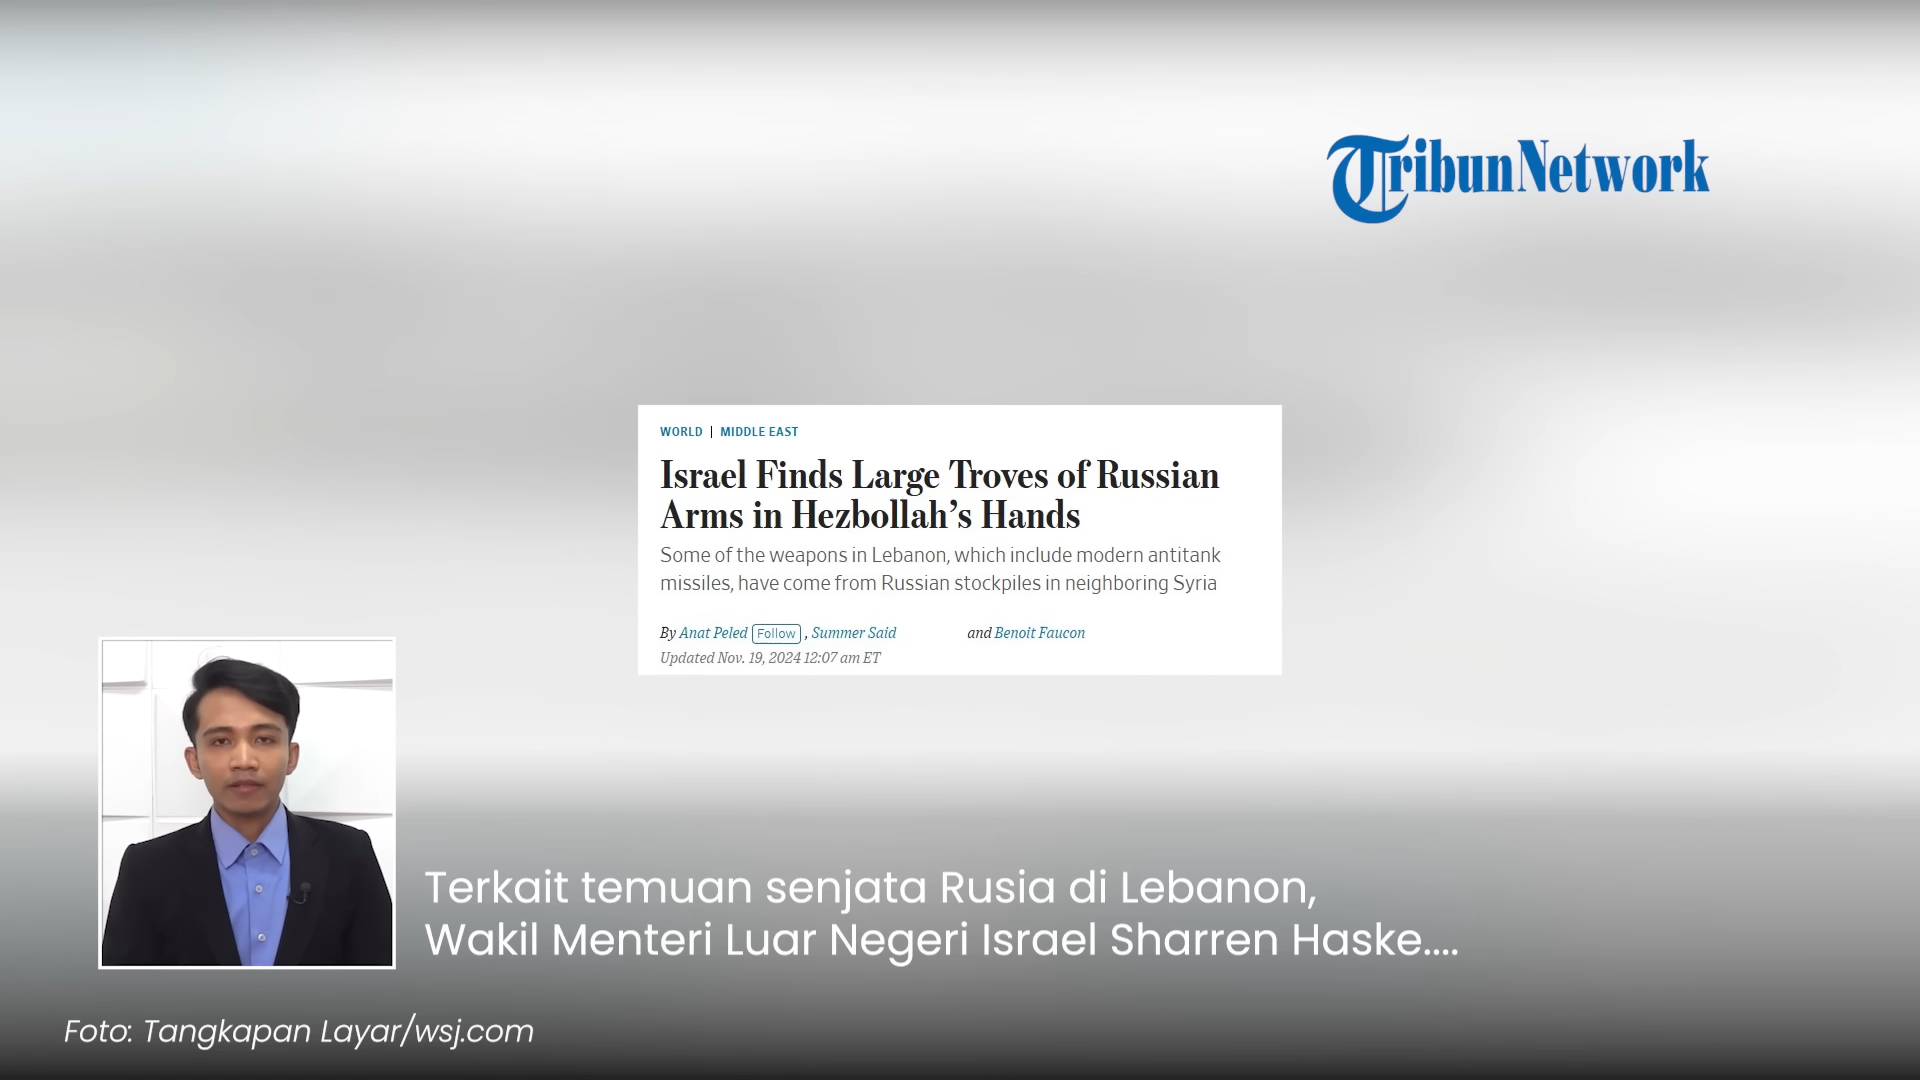 TribunNetwork
WORLD | MIDDLE EAST
Israel Finds Large Troves of Russian
Arms in Hezbollah’s Hands
Some of the weapons in Lebanon, which include modern antitank
missiles, have come from Russian stockpiles in neighboring Syria
By Anat Peled Follow , Summer Said and Benoit Faucon
Updated Nov. 19, 2024 12:07 am ET
Terkait temuan senjata Rusia di Lebanon,
Wakil Menteri Luar Negeri Israel Sharren Haske....
Foto: Tangkapan Layar/wsj.com